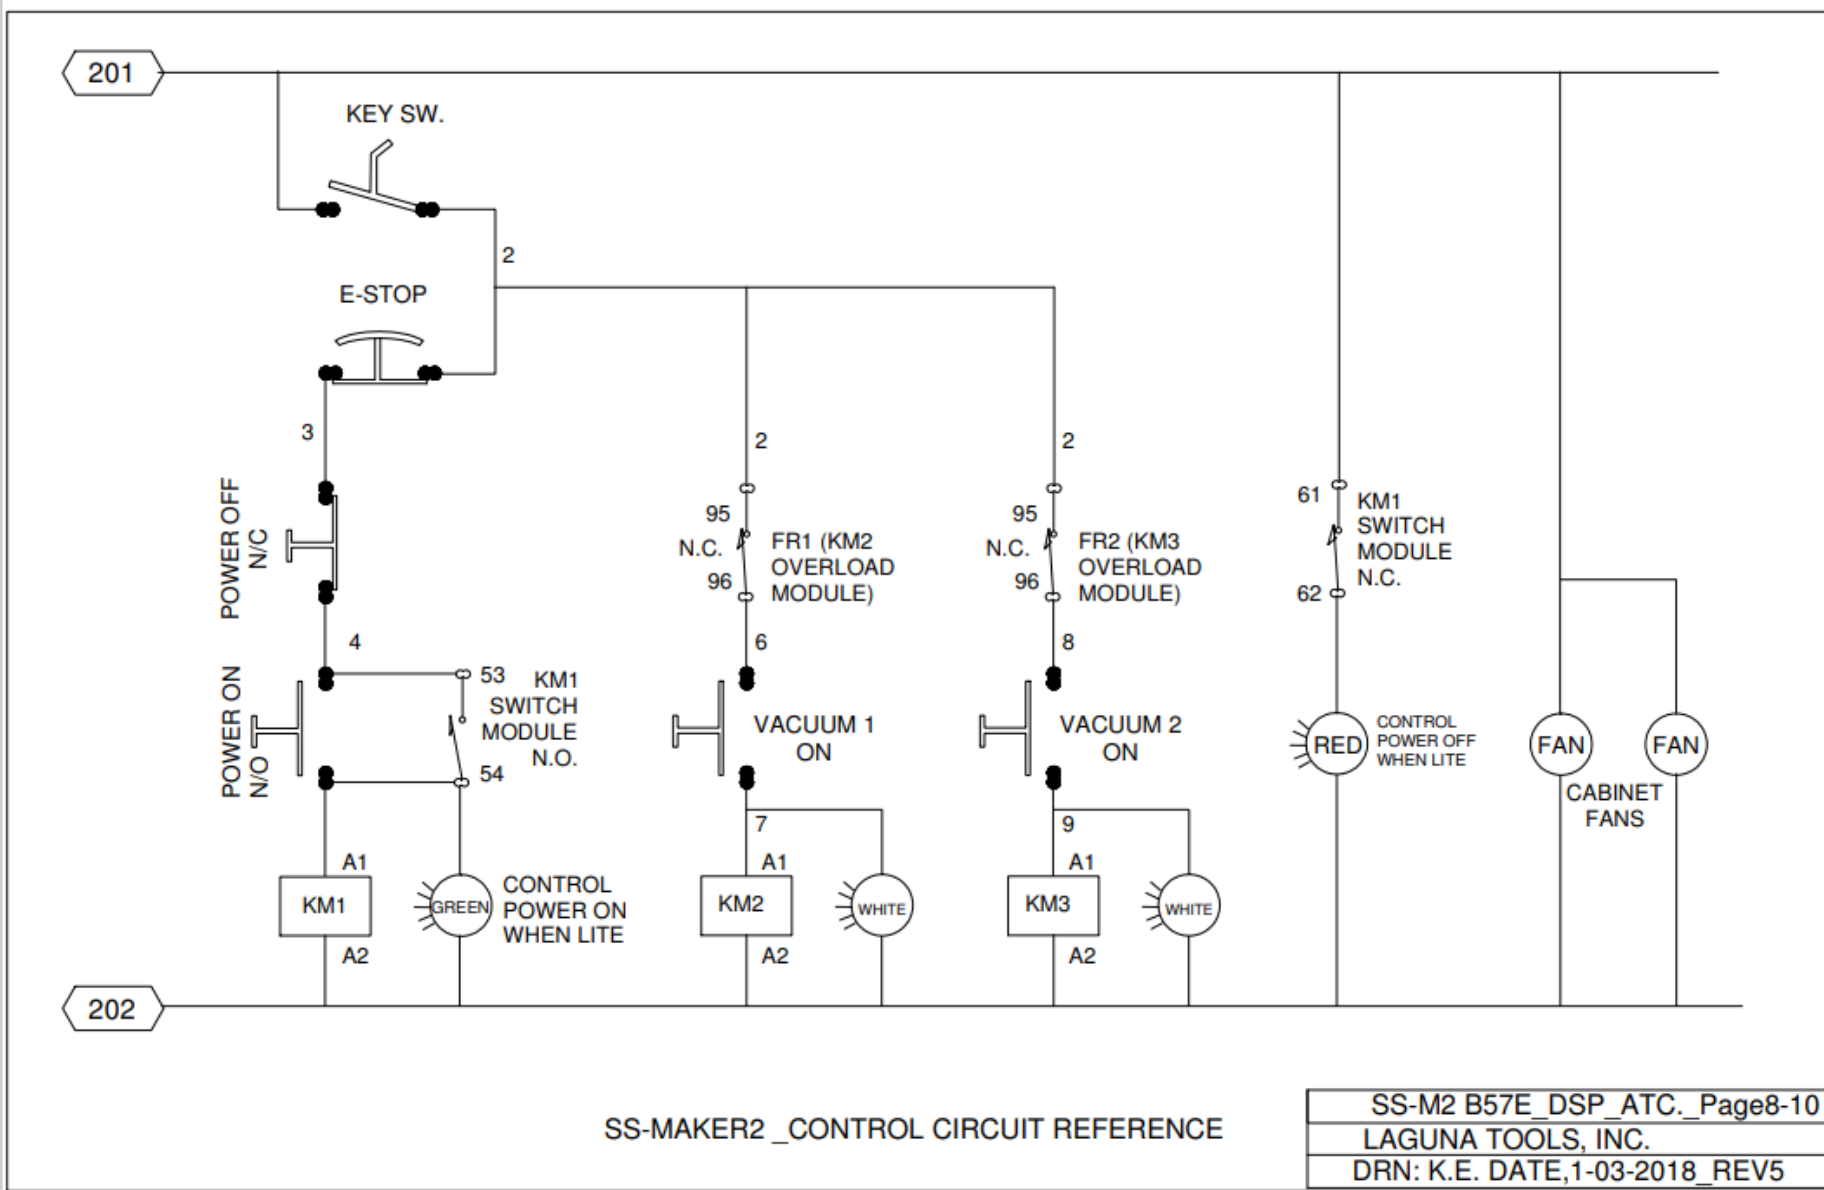 201
KEY SW.
2
E-STOP
3
2
2
POWER OFF
N/C
95
N.C.
96
FR1 (KM2
OVERLOAD
MODULE)
95
N.C.
96
FR2 (KM3
OVERLOAD
MODULE)
61
62
KM1
SWITCH
MODULE
N.C.
4
6
8
POWER ON
N/O
53
KM1
SWITCH
MODULE
N.O.
54
VACUUM 1
ON
VACUUM 2
ON
RED
CONTROL
POWER OFF
WHEN LITE
FAN
FAN
CABINET
FANS
7
9
A1
KM1
A2
GREEN
CONTROL
POWER ON
WHEN LITE
A1
KM2
A2
WHITE
A1
KM3
A2
WHITE
202
SS-MAKER2 _CONTROL CIRCUIT REFERENCE
SS-M2 B57E_DSP_ATC._Page8-10
LAGUNA TOOLS, INC.
DRN: K.E. DATE,1-03-2018_REV5